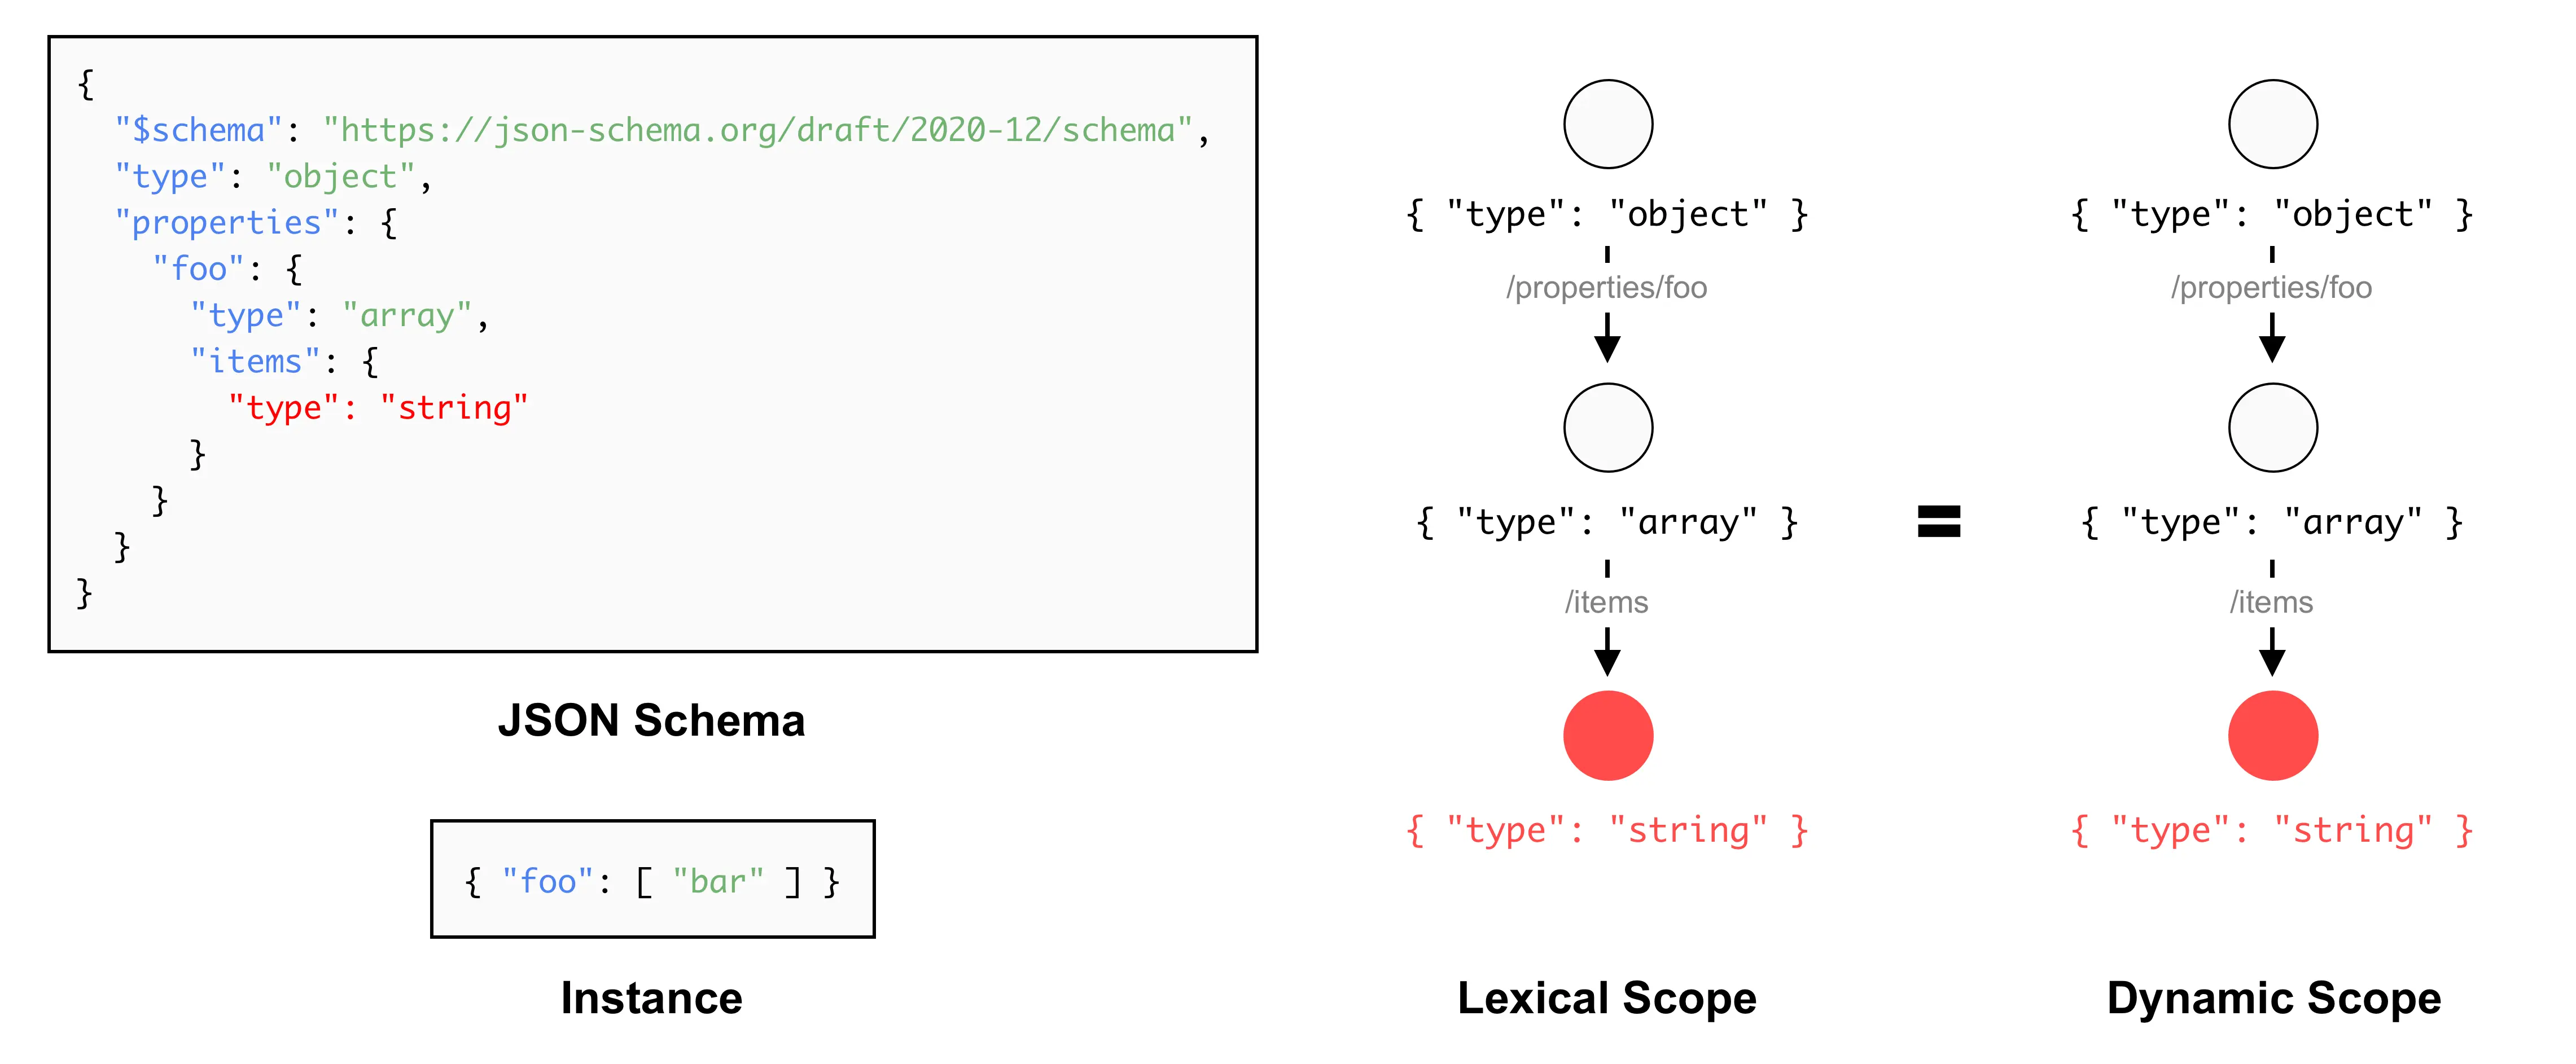 {
  "$schema": "https://json-schema.org/draft/2020-12/schema",
  "type": "object",
  "properties": {
    "foo": {
      "type": "array",
      "items": {
        "type": "string"
      }
    }
  }
}
JSON Schema
{ "foo": [ "bar" ] }
Instance
{ "type": "object" }
/properties/foo
{ "type": "array" }
/items
{ "type": "string" }
Lexical Scope
=
{ "type": "object" }
/properties/foo
{ "type": "array" }
/items
{ "type": "string" }
Dynamic Scope